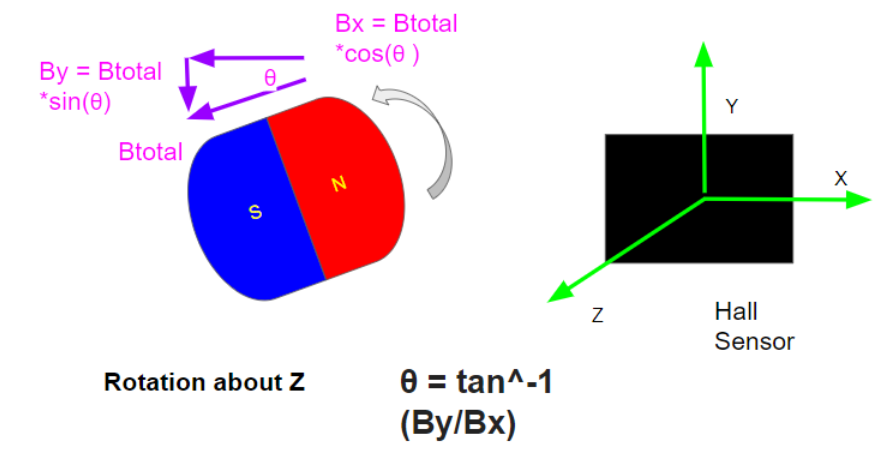 Bx = Btotal
*cos(θ )
By = Btotal
*sin(θ)
θ
Btotal
S
N
Y
X
Z
Hall
Sensor
Rotation about Z
θ = tan^-1
(By/Bx)